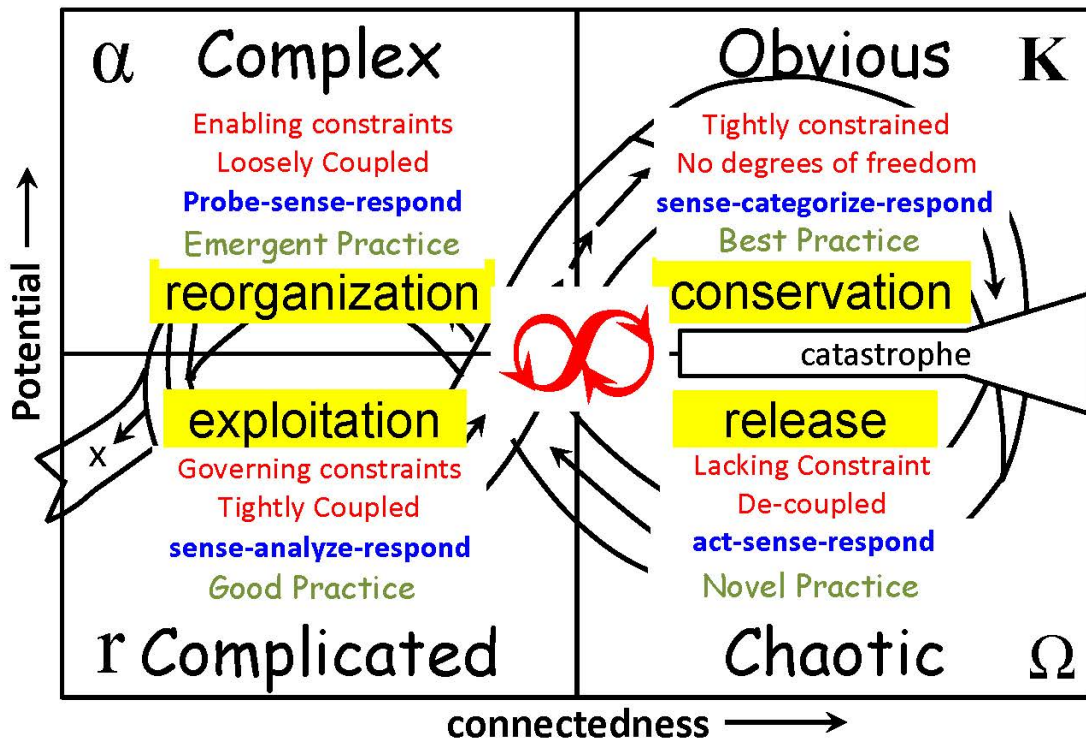 α Complex
Enabling constraints
Loosely Coupled
Probe-sense-respond
Emergent Practice
reorganization
Obvious K
Tightly constrained
No degrees of freedom
sense-categorize-respond
Best Practice
conservation
catastrophe
Potential
x
exploitation
Governing constraints
Tightly Coupled
sense-analyze-respond
Good Practice
r Complicated
release
Lacking Constraint
De-coupled
act-sense-respond
Novel Practice
Chaotic Ω
connectedness